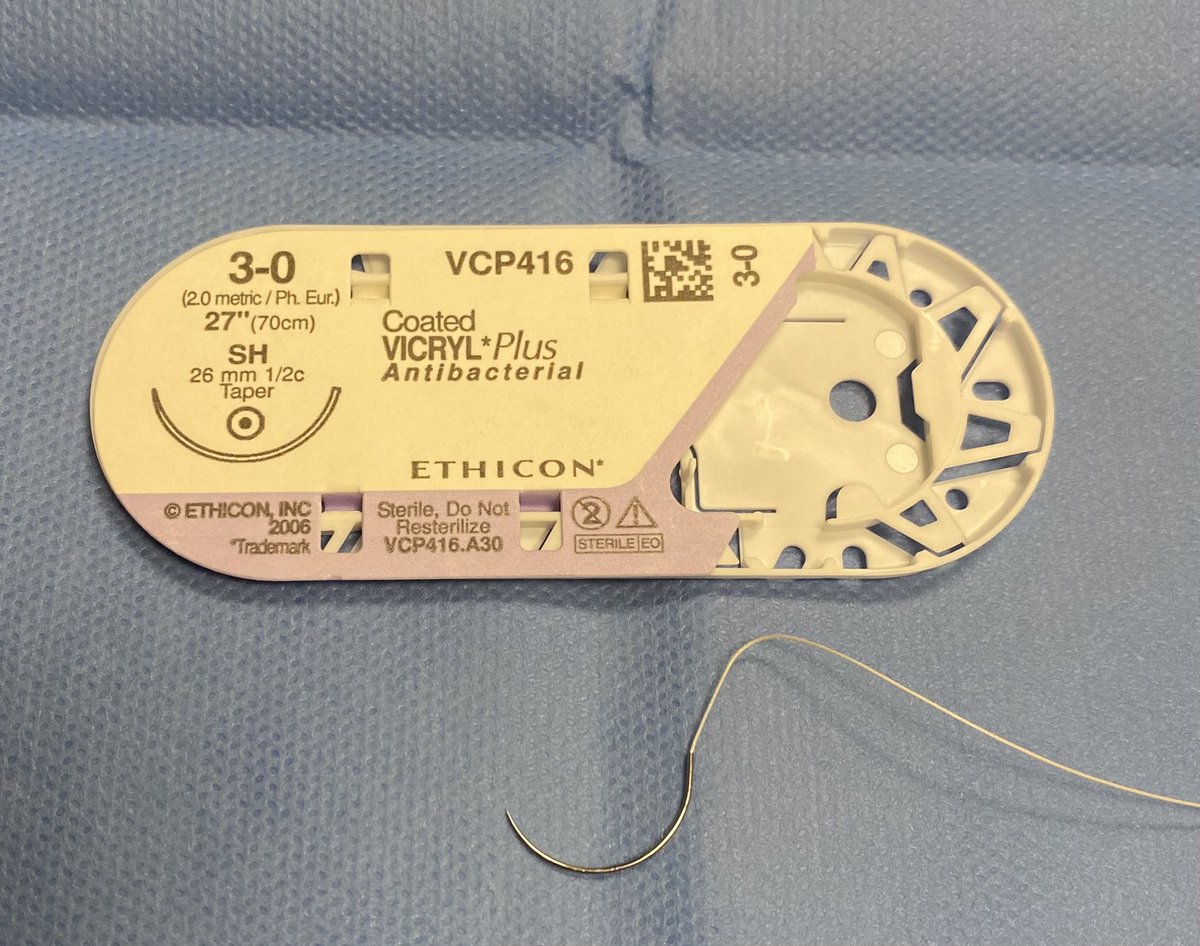 3-0
(2.0 metric / Ph. Eur.)
27" (70cm)
SH
26 mm 1/2c
Taper
VCP416
3-0
Coated
VICRYL*Plus
Antibacterial
ETHICON*
© ETHICON, INC
2006
*Trademark
Sterile, Do Not
Resterilize
VCP416.A30
2
STERILE EO